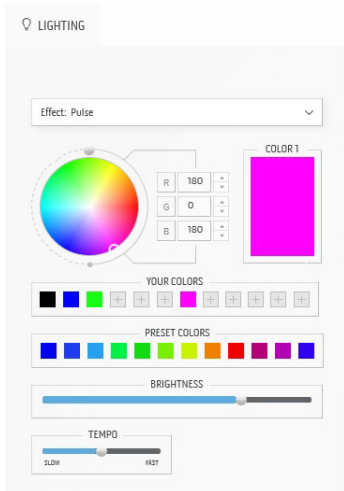 LIGHTING
Effect: Pulse
COLOR 1
R 180
G 0
B 180
YOUR COLORS
PRESET COLORS
BRIGHTNESS
TEMPO
SLOW FAST